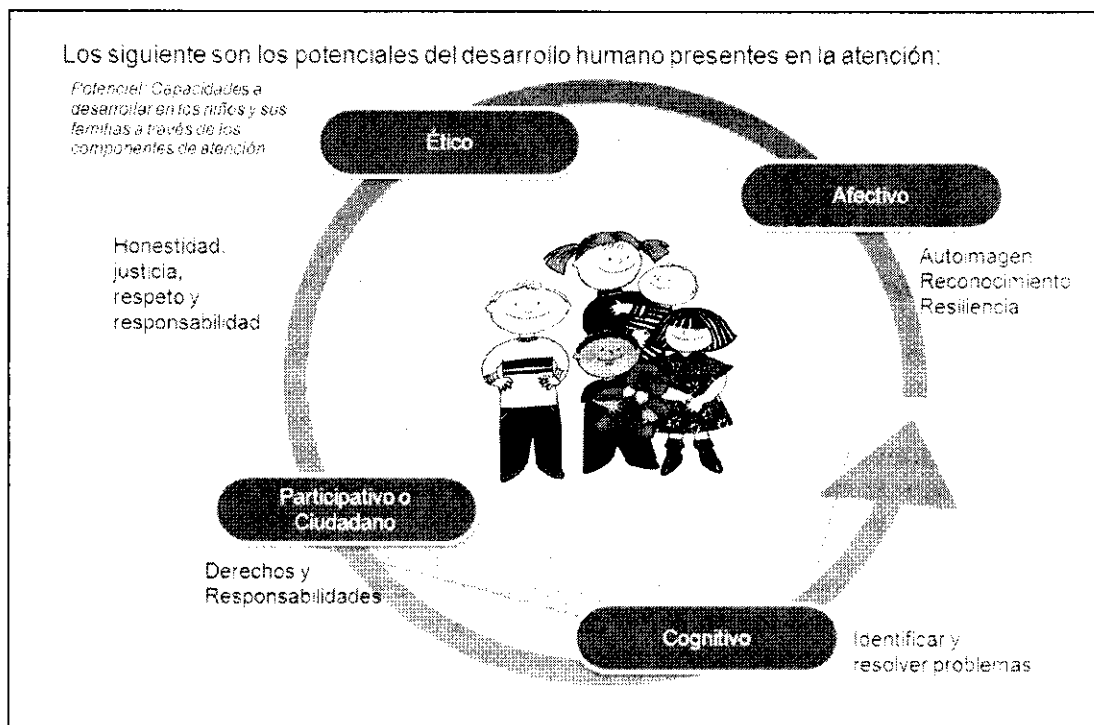 Los siguiente son los potenciales del desarrollo humano presentes en la atención:
Potencial: Capacidades a
desarrollar en los niños y sus
familias a través de los
componentes de atención
Ético
Afectivo
Honestidad,
justicia,
respeto y
responsabilidad
Autoimagen
Reconocimiento
Resiliencia
Participativo o
Ciudadano
Derechos y
Responsabilidades
Cognitivo
Identificar y
resolver problemas